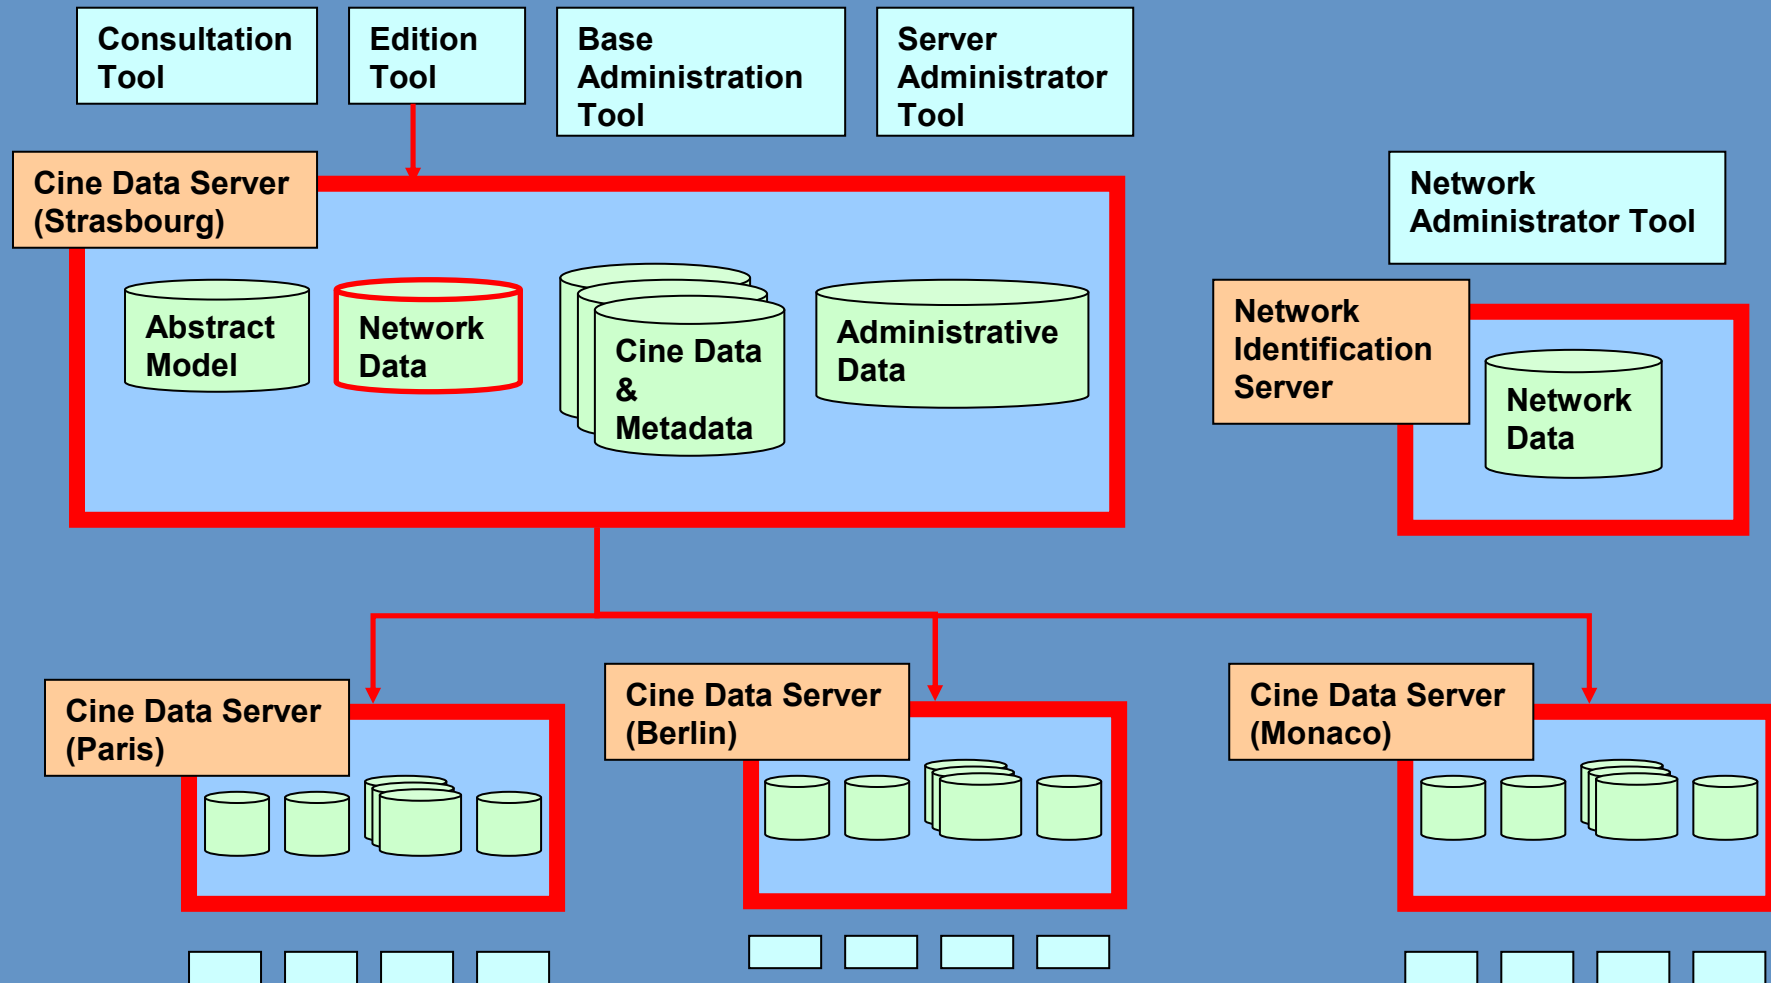 Consultation
Tool
Edition
Tool
Base
Administration
Tool
Server
Administrator
Tool
Cine Data Server
(Strasbourg)
Network
Administrator Tool
Abstract
Model
Network
Data
Cine Data
&
Metadata
Administrative
Data
Network
Identification
Server
Network
Data
Cine Data Server
(Paris)
Cine Data Server
(Berlin)
Cine Data Server
(Monaco)